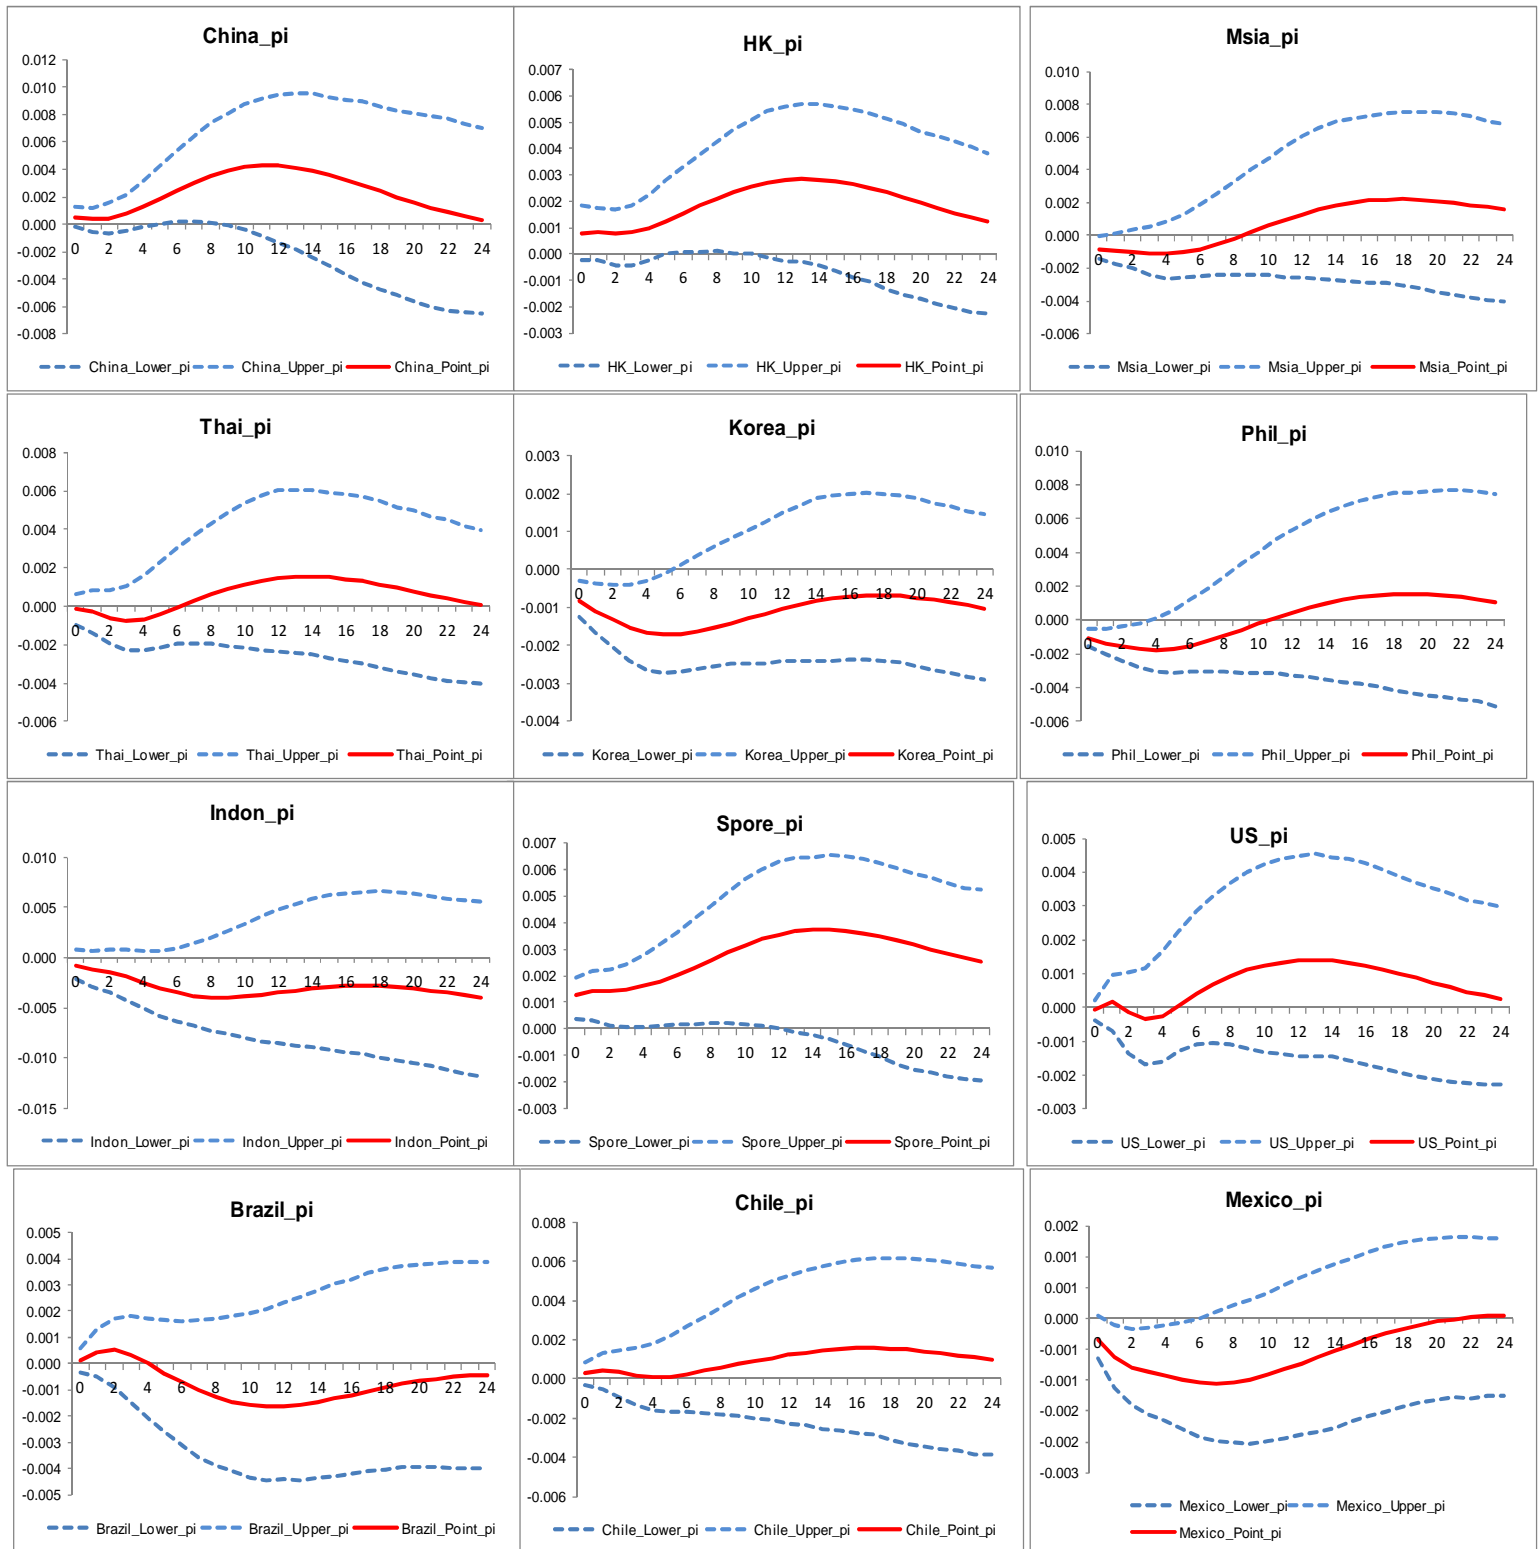 China_pi
0.012
0.010
0.008
0.006
0.004
0.002
0.000
-0.002
-0.004
-0.006
-0.008
0 2 4 6 8 10 12 14 16 18 20 22 24
China_Lower_pi China_Upper_pi China_Point_pi
HK_pi
0.007
0.006
0.005
0.004
0.003
0.002
0.001
0.000
-0.001
-0.002
-0.003
0 2 4 6 8 10 12 14 16 18 20 22 24
HK_Lower_pi HK_Upper_pi HK_Point_pi
Msia_pi
0.010
0.008
0.006
0.004
0.002
0.000
-0.002
-0.004
-0.006
0 2 4 6 8 10 12 14 16 18 20 22 24
Msia_Lower_pi Msia_Upper_pi Msia_Point_pi
Thai_pi
0.008
0.006
0.004
0.002
0.000
-0.002
-0.004
-0.006
0 2 4 6 8 10 12 14 16 18 20 22 24
Thai_Lower_pi Thai_Upper_pi Thai_Point_pi
Korea_pi
0.003
0.002
0.001
0.000
-0.001
-0.002
-0.003
-0.004
0 2 4 6 8 10 12 14 16 18 20 22 24
Korea_Lower_pi Korea_Upper_pi Korea_Point_pi
Phil_pi
0.010
0.008
0.006
0.004
0.002
0.000
-0.002
-0.004
-0.006
0 2 4 6 8 10 12 14 16 18 20 22 24
Phil_Lower_pi Phil_Upper_pi Phil_Point_pi
Indon_pi
0.010
0.005
0.000
-0.005
-0.010
-0.015
0 2 4 6 8 10 12 14 16 18 20 22 24
Indon_Lower_pi Indon_Upper_pi Indon_Point_pi
Spore_pi
0.007
0.006
0.005
0.004
0.003
0.002
0.001
0.000
-0.001
-0.002
-0.003
0 2 4 6 8 10 12 14 16 18 20 22 24
Spore_Lower_pi Spore_Upper_pi Spore_Point_pi
US_pi
0.005
0.004
0.003
0.002
0.001
0.000
-0.001
-0.002
-0.003
0 2 4 6 8 10 12 14 16 18 20 22 24
US_Lower_pi US_Upper_pi US_Point_pi
Brazil_pi
0.005
0.004
0.003
0.002
0.001
0.000
-0.001
-0.002
-0.003
-0.004
-0.005
0 2 4 6 8 10 12 14 16 18 20 22 24
Brazil_Lower_pi Brazil_Upper_pi Brazil_Point_pi
Chile_pi
0.008
0.006
0.004
0.002
0.000
-0.002
-0.004
-0.006
0 2 4 6 8 10 12 14 16 18 20 22 24
Chile_Lower_pi Chile_Upper_pi Chile_Point_pi
Mexico_pi
0.002
0.001
0.001
0.000
-0.001
-0.001
-0.002
-0.002
-0.003
0 2 4 6 8 10 12 14 16 18 20 22 24
Mexico_Lower_pi Mexico_Upper_pi
Mexico_Point_pi